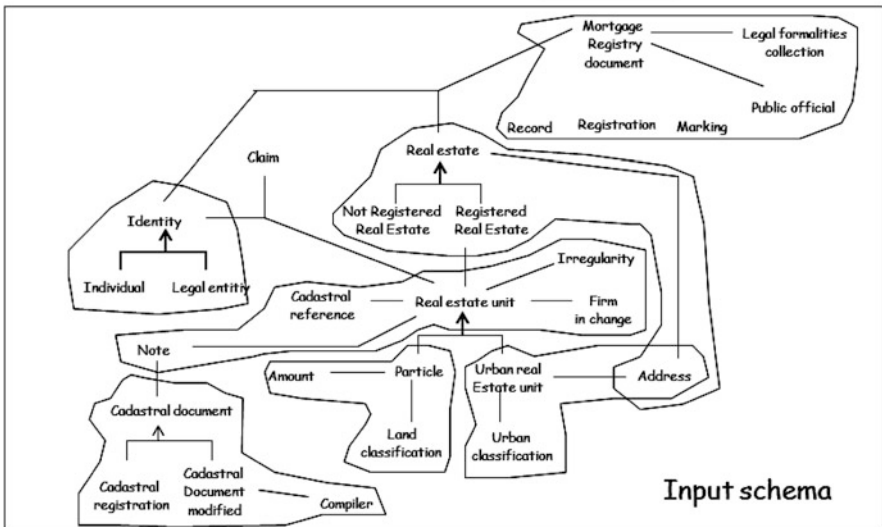 Mortgage
Registry
document
Legal formalities
collection
Public official
Record
Registration
Marking
Claim
Real estate
Not Registered
Real Estate
Registered
Real Estate
Identity
Individual
Legal entity
Irregularity
Cadastral
reference
Real estate unit
Firm
in change
Note
Amount
Particle
Urban real
Estate unit
Address
Cadastral document
Land
classification
Urban
classification
Cadastral
registration
Cadastral
Document
modified
Compiler
Input schema